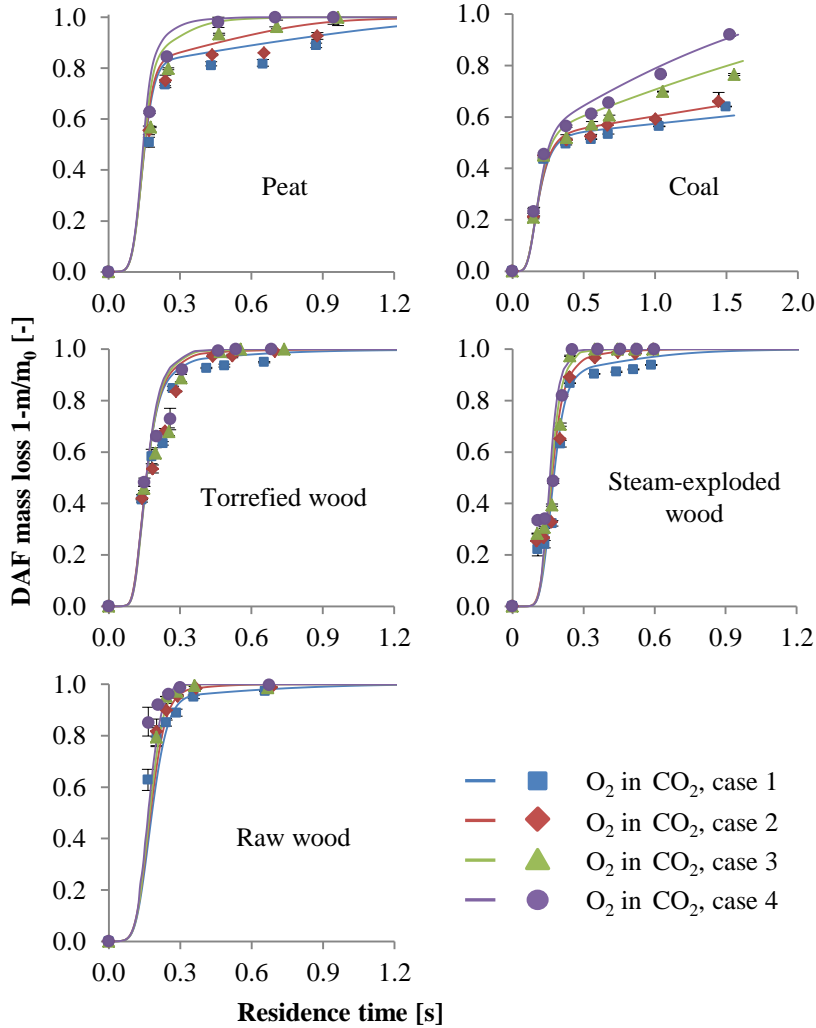 1.0
0.8
0.6
0.4
0.2
0.0
0.0 0.3 0.6 0.9 1.2
Peat
1.0
0.8
0.6
0.4
0.2
0.0
0.0 0.5 1.0 1.5 2.0
Coal
DAF mass loss 1-m/m₀ [-]
1.0
0.8
0.6
0.4
0.2
0.0
0.0 0.3 0.6 0.9 1.2
Torrefied wood
1.0
0.8
0.6
0.4
0.2
0.0
0 0.3 0.6 0.9 1.2
Steam-exploded
wood
1.0
0.8
0.6
0.4
0.2
0.0
0.0 0.3 0.6 0.9 1.2
Raw wood
O₂ in CO₂, case 1
O₂ in CO₂, case 2
O₂ in CO₂, case 3
O₂ in CO₂, case 4
Residence time [s]